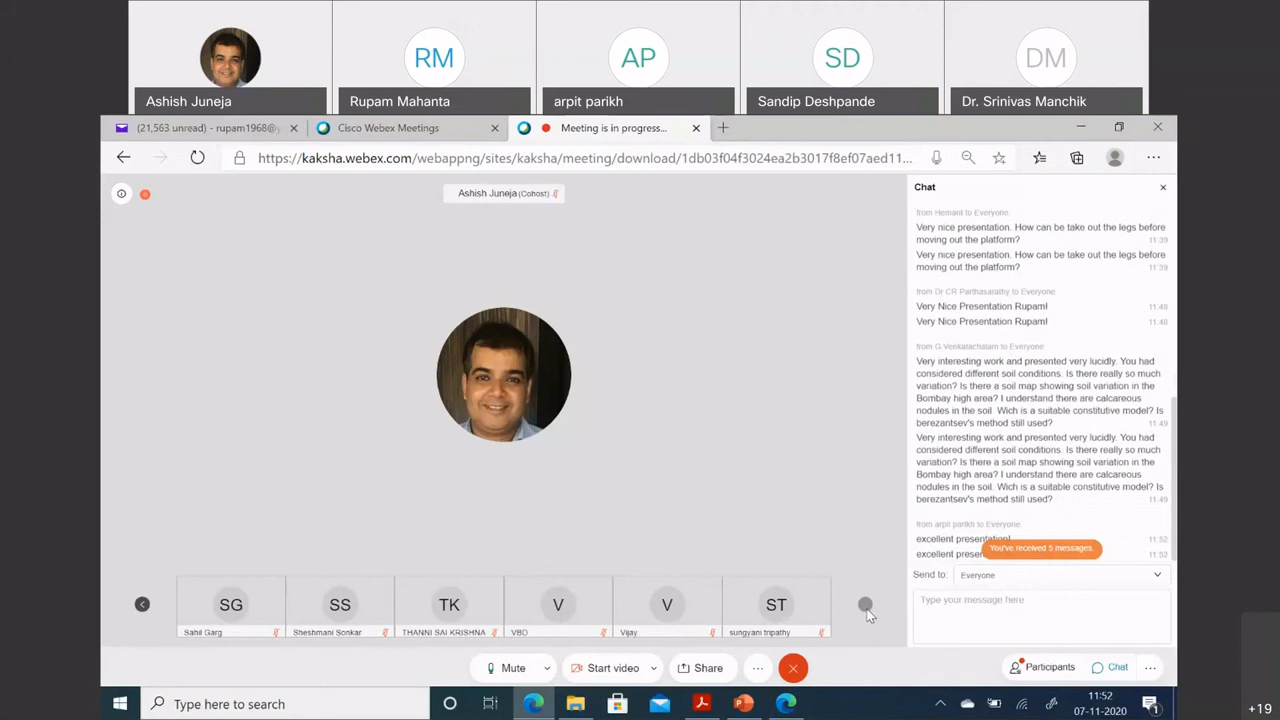 RM
AP
SD
DM
Ashish Juneja
Rupam Mahanta
arpit parikh
Sandip Deshpande
Dr. Srinivas Manchik
(21,563 unread) - rupam1968@
Cisco Webex Meetings
Meeting is in progress...
https://kaksha.webex.com/webappng/sites/kaksha/meeting/download/1db03f04f3024ea2b3017f8ef07aed11...
Ashish Juneja (Cohost)
Chat
from Hemant to Everyone:
Very nice presentation. How can be take out the legs before
moving out the platform?
11:39
Very nice presentation. How can be take out the legs before
moving out the platform?
11:39
from Dr CR Parthasarathy to Everyone:
Very Nice Presentation Rupam!
11:48
Very Nice Presentation Rupam!
11:48
from G Venkatachalam to Everyone:
Very interesting work and presented very lucidly. You had
considered different soil conditions. Is there really so much
variation? Is there a soil map showing soil variation in the
Bombay high area? I understand there are calcareous
nodules in the soil. Wich is a suitable constitutive model? Is
berezantsev's method still used?
11:49
Very interesting work and presented very lucidly. You had
considered different soil conditions. Is there really so much
variation? Is there a soil map showing soil variation in the
Bombay high area? I understand there are calcareous
nodules in the soil. Wich is a suitable constitutive model? Is
berezantsev's method still used?
11:49
from arpit parikh to Everyone:
excellent presentation!
11:52
excellent
11:52
You've received 5 messages.
Send to:
Everyone
Type your message here
SG
SS
TK
V
V
ST
Sahil Garg
Sheshmani Sonkar
THANNI SAI KRISHNA
VBD
Vijay
sungyani tripathy
Mute
Start video
Share
Participants
Chat
Type here to search
11:52
07-11-2020
1
+19